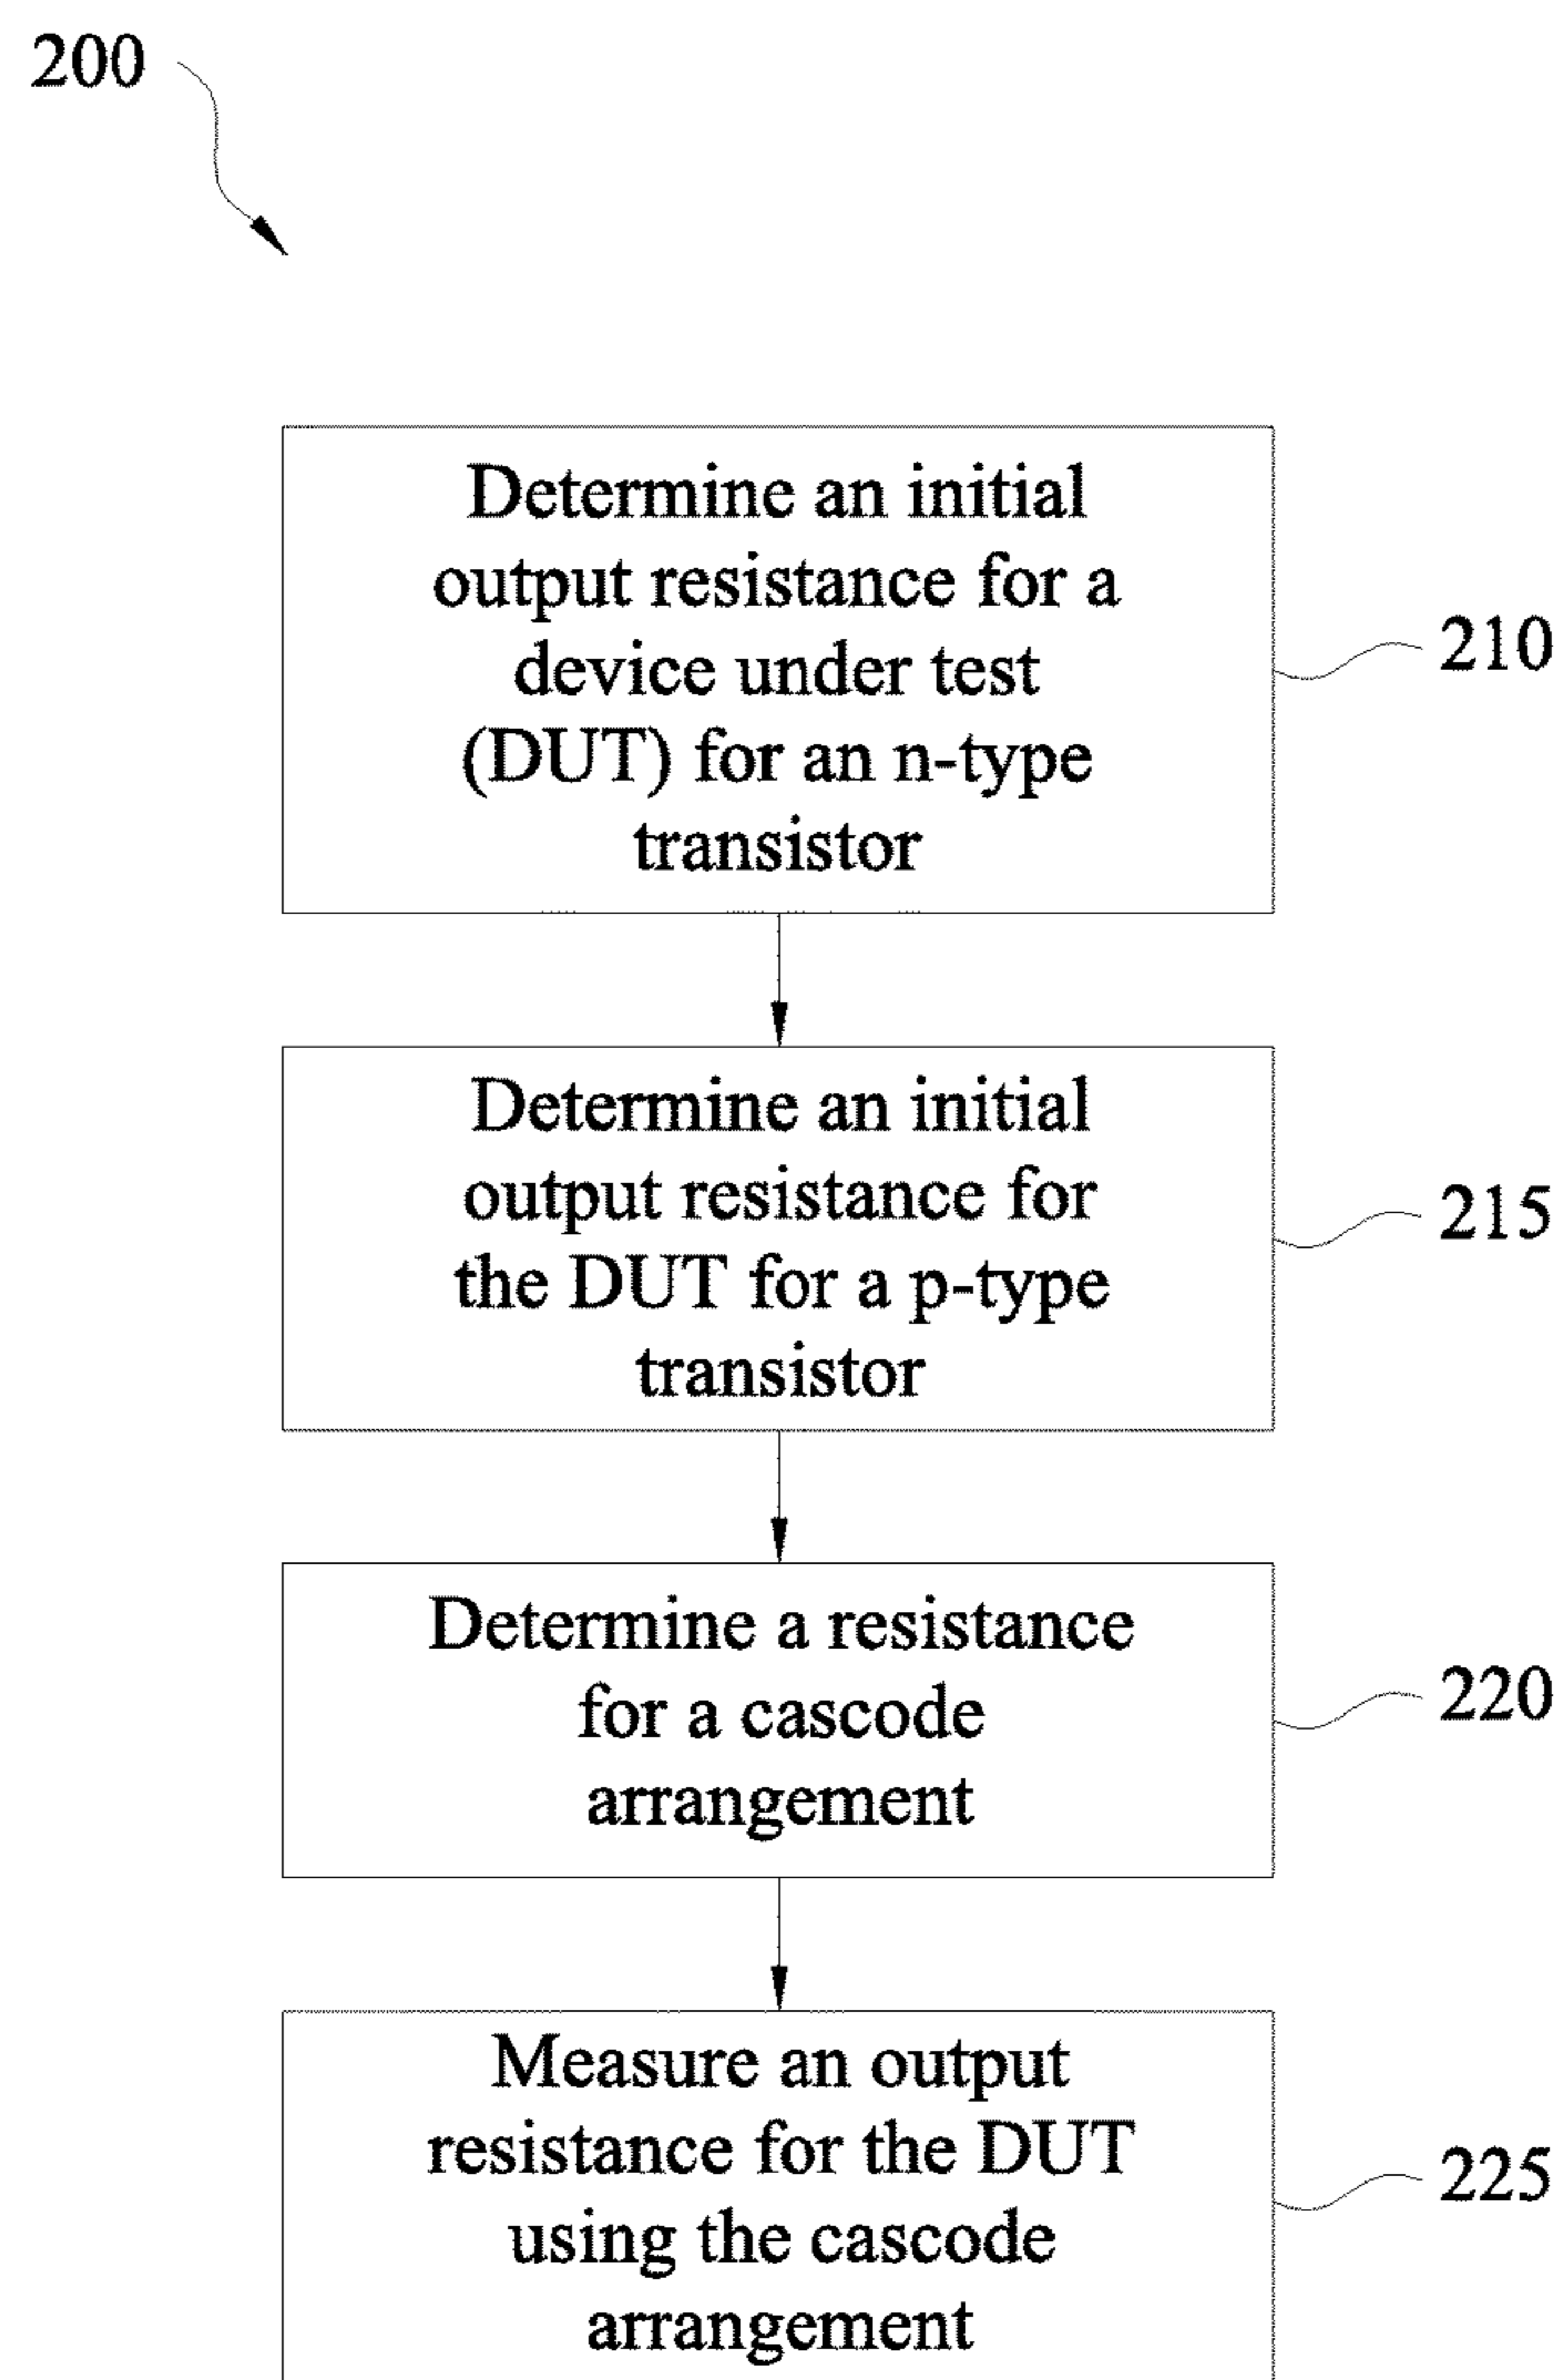 200
Determine an initial
output resistance for a
device under test
(DUT) for an n-type
transistor
210
Determine an initial
output resistance for
the DUT for a p-type
transistor
215
Determine a resistance
for a cascode
arrangement
220
Measure an output
resistance for the DUT
using the cascode
arrangement
225